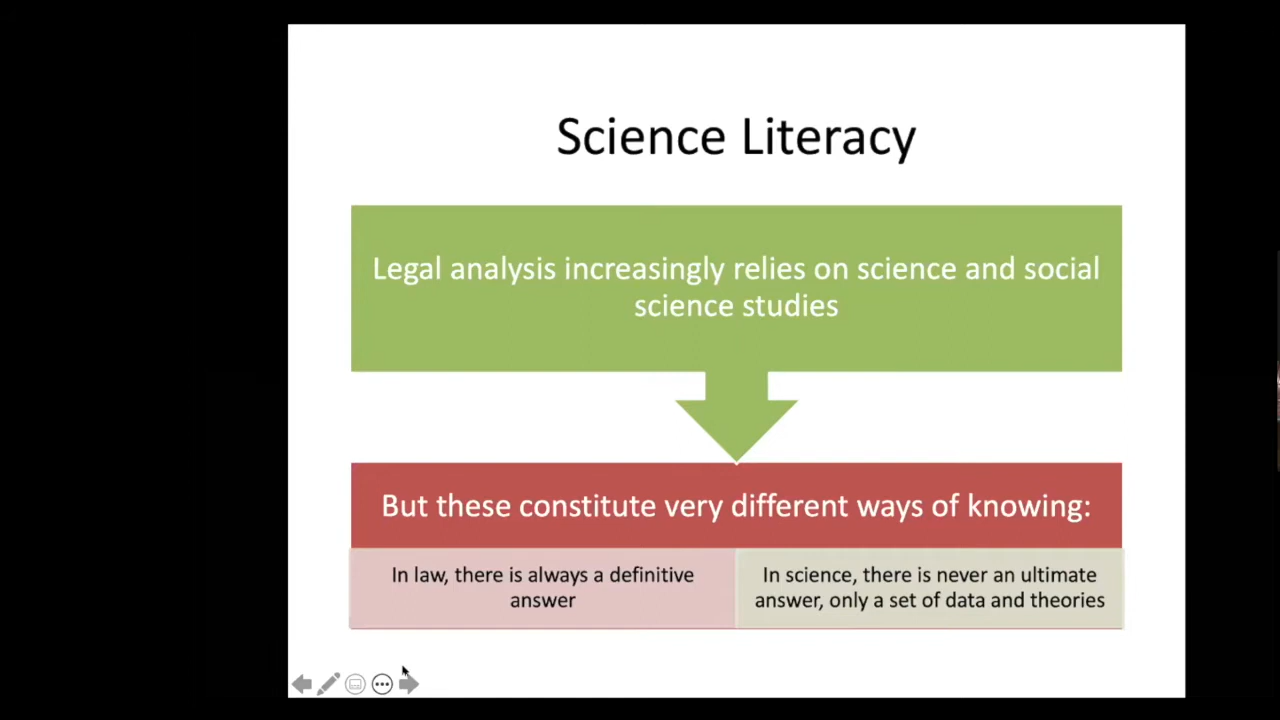 Science Literacy
Legal analysis increasingly relies on science and social
science studies
But these constitute very different ways of knowing:
In law, there is always a definitive
answer
In science, there is never an ultimate
answer, only a set of data and theories